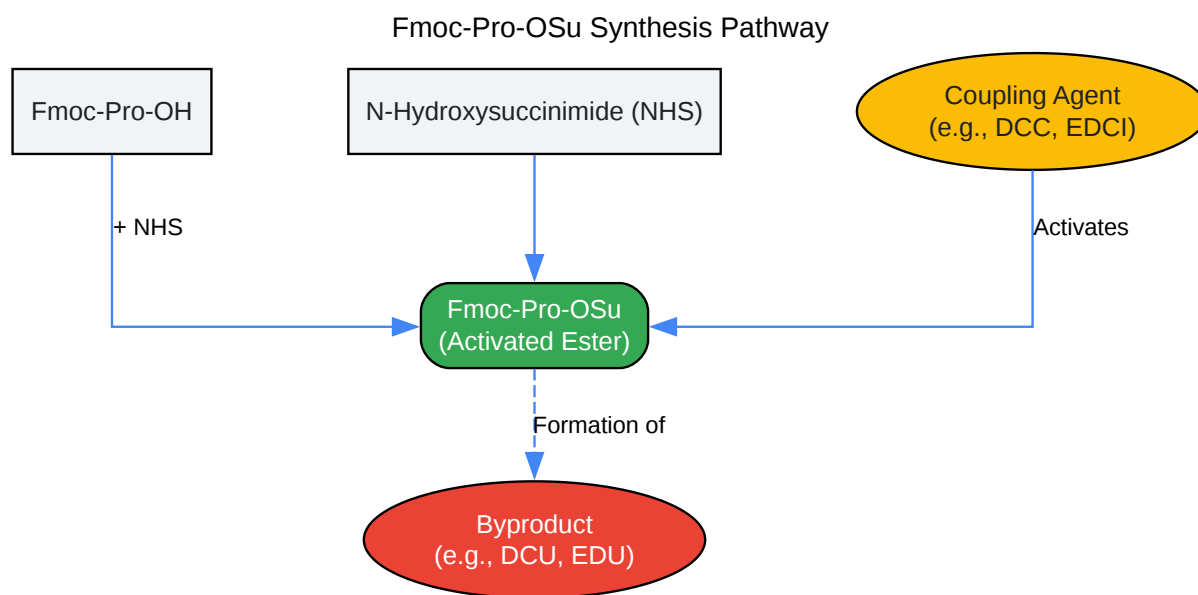 Fmoc-Pro-OSu Synthesis Pathway
Fmoc-Pro-OH
N-Hydroxysuccinimide (NHS)
Coupling Agent
(e.g., DCC, EDCI)
+ NHS
Activates
Fmoc-Pro-OSu
(Activated Ester)
Formation of
Byproduct
(e.g., DCU, EDU)